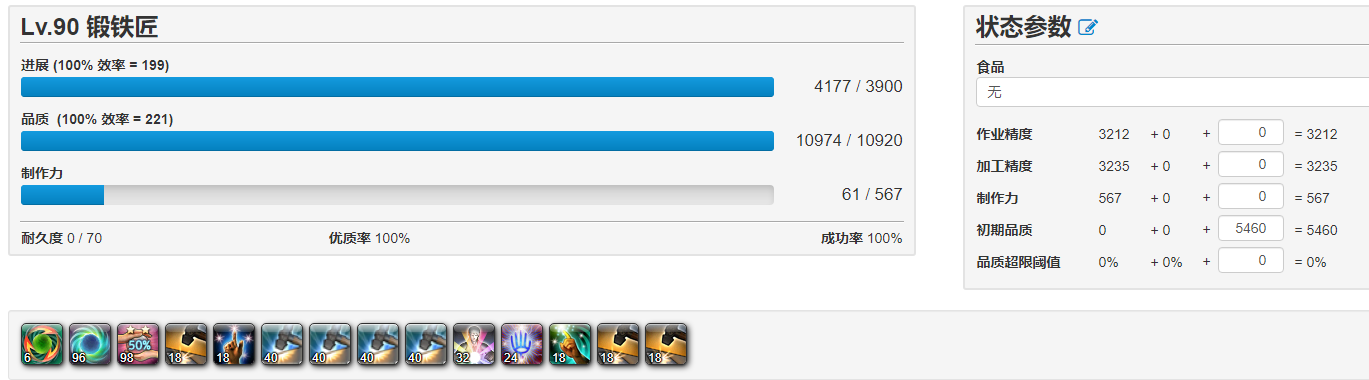 Lv.90 锻铁匠
进展 (100% 效率 = 199)
4177 / 3900
品质 (100% 效率 = 221)
10974 / 10920
制作力
61 / 567
耐久度 0 / 70 优质率 100% 成功率 100%
状态参数
食品
无
作业精度 3212 + 0 + 0 = 3212
加工精度 3235 + 0 + 0 = 3235
制作力 567 + 0 + 0 = 567
初期品质 0 + 0 + 5460 = 5460
品质超限阈值 0% + 0% + 0 = 0%
50%
6 96 98 18 18 40 40 40 40 32 24 18 18 18